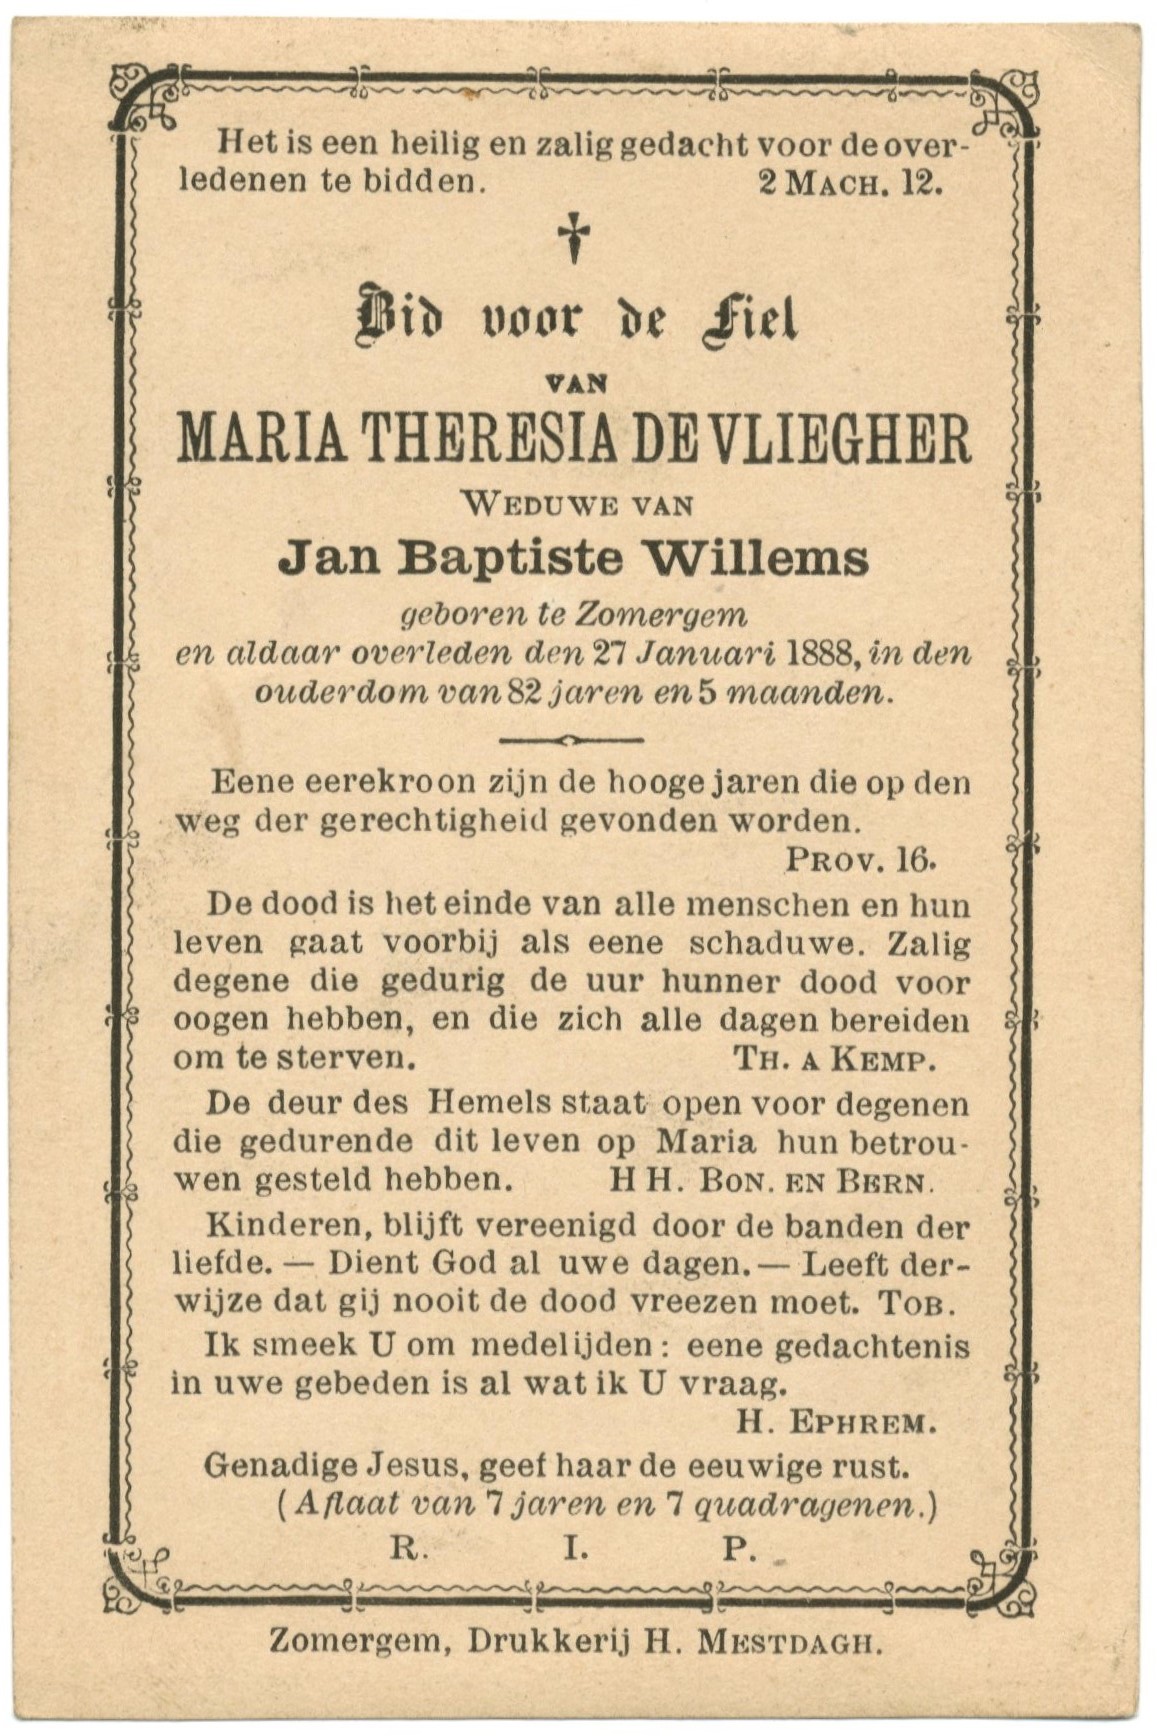 Het is een heilig en zalig gedacht voor de over-
ledenen te bidden. 2 MACH. 12.
†
Bid voor de Ziel
VAN
MARIA THERESIA DE VLIEGHER
WEDUWE VAN
Jan Baptiste Willems
geboren te Zomergem
en aldaar overleden den 27 Januari 1888, in den
ouderdom van 82 jaren en 5 maanden.
Eene eerekroon zijn de hooge jaren die op den
weg der gerechtigheid gevonden worden.
PROV. 16.
De dood is het einde van alle menschen en hun
leven gaat voorbij als eene schaduwe. Zalig
degene die gedurig de uur hunner dood voor
oogen hebben, en die zich alle dagen bereiden
om te sterven. TH. A KEMP.
De deur des Hemels staat open voor degenen
die gedurende dit leven op Maria hun betrou-
wen gesteld hebben. H H. BON. EN BERN.
Kinderen, blijft vereenigd door de banden der
liefde. — Dient God al uwe dagen. — Leeft der-
wijze dat gij nooit de dood vreezen moet. TOB.
Ik smeek U om medelijden : eene gedachtenis
in uwe gebeden is al wat ik U vraag.
H. EPHREM.
Genadige Jesus, geef haar de eeuwige rust.
(Aflaat van 7 jaren en 7 quadragenen.)
R. I. P.
Zomergem, Drukkerij H. MESTDAGH.